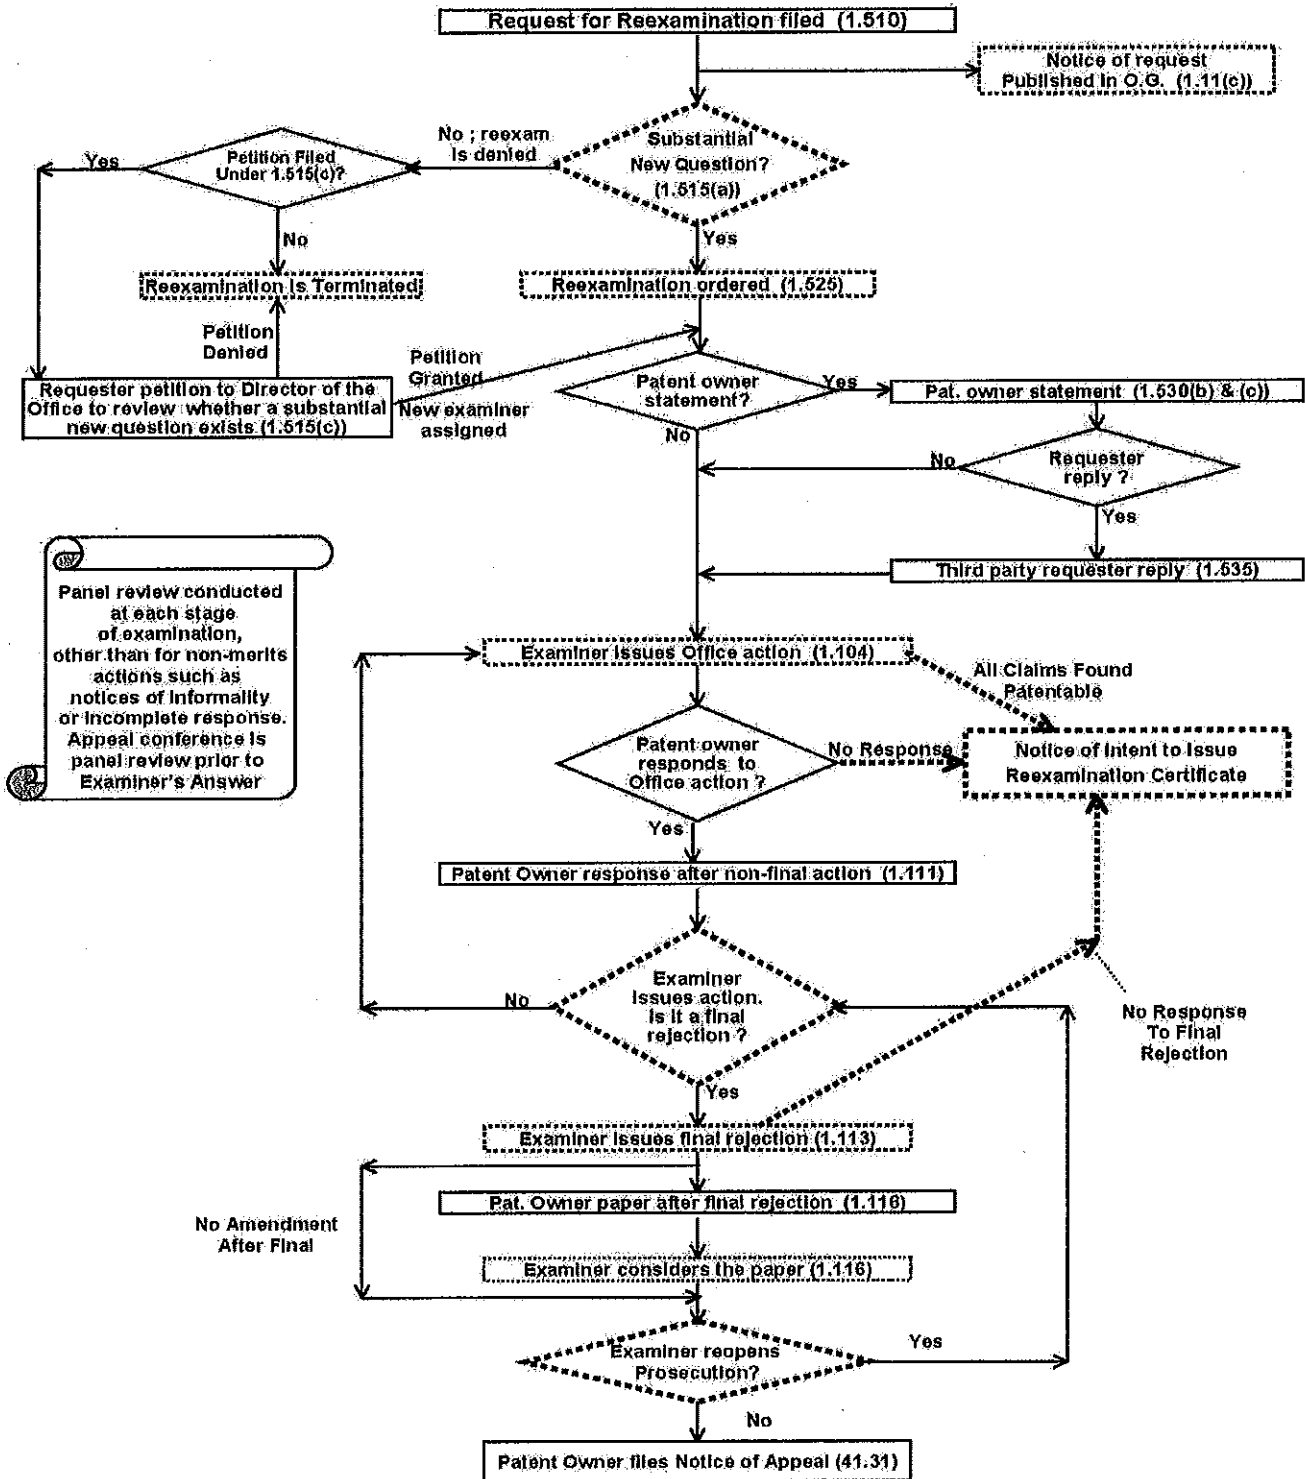 Request for Reexamination filed (1.510)
Notice of request
Published in O.G. (1.11(c))
Substantial
New Question?
(1.515(a))
No ; reexam
is denied
Petition Filed
Under 1.515(c)?
Yes
No
Yes
Reexamination is Terminated
Reexamination ordered (1.525)
Petition
Denied
Petition
Granted
New examiner
assigned
Requester petition to Director of the
Office to review whether a substantial
new question exists (1.515(c))
Patent owner
statement?
Yes
Pat. owner statement (1.530(b) & (c))
No
Requester
reply ?
No
Yes
Third party requester reply (1.535)
Panel review conducted
at each stage
of examination,
other than for non-merits
actions such as
notices of informality
or incomplete response.
Appeal conference is
panel review prior to
Examiner's Answer
Examiner issues Office action (1.104)
All Claims Found
Patentable
Patent owner
responds to
Office action ?
No Response
Notice of Intent to Issue
Reexamination Certificate
Yes
Patent Owner response after non-final action (1.111)
Examiner
issues action.
Is it a final
rejection ?
No
No Response
To Final
Rejection
Yes
Examiner issues final rejection (1.113)
Pat. Owner paper after final rejection (1.116)
No Amendment
After Final
Examiner considers the paper (1.116)
Examiner reopens
Prosecution?
Yes
No
Patent Owner files Notice of Appeal (41.31)